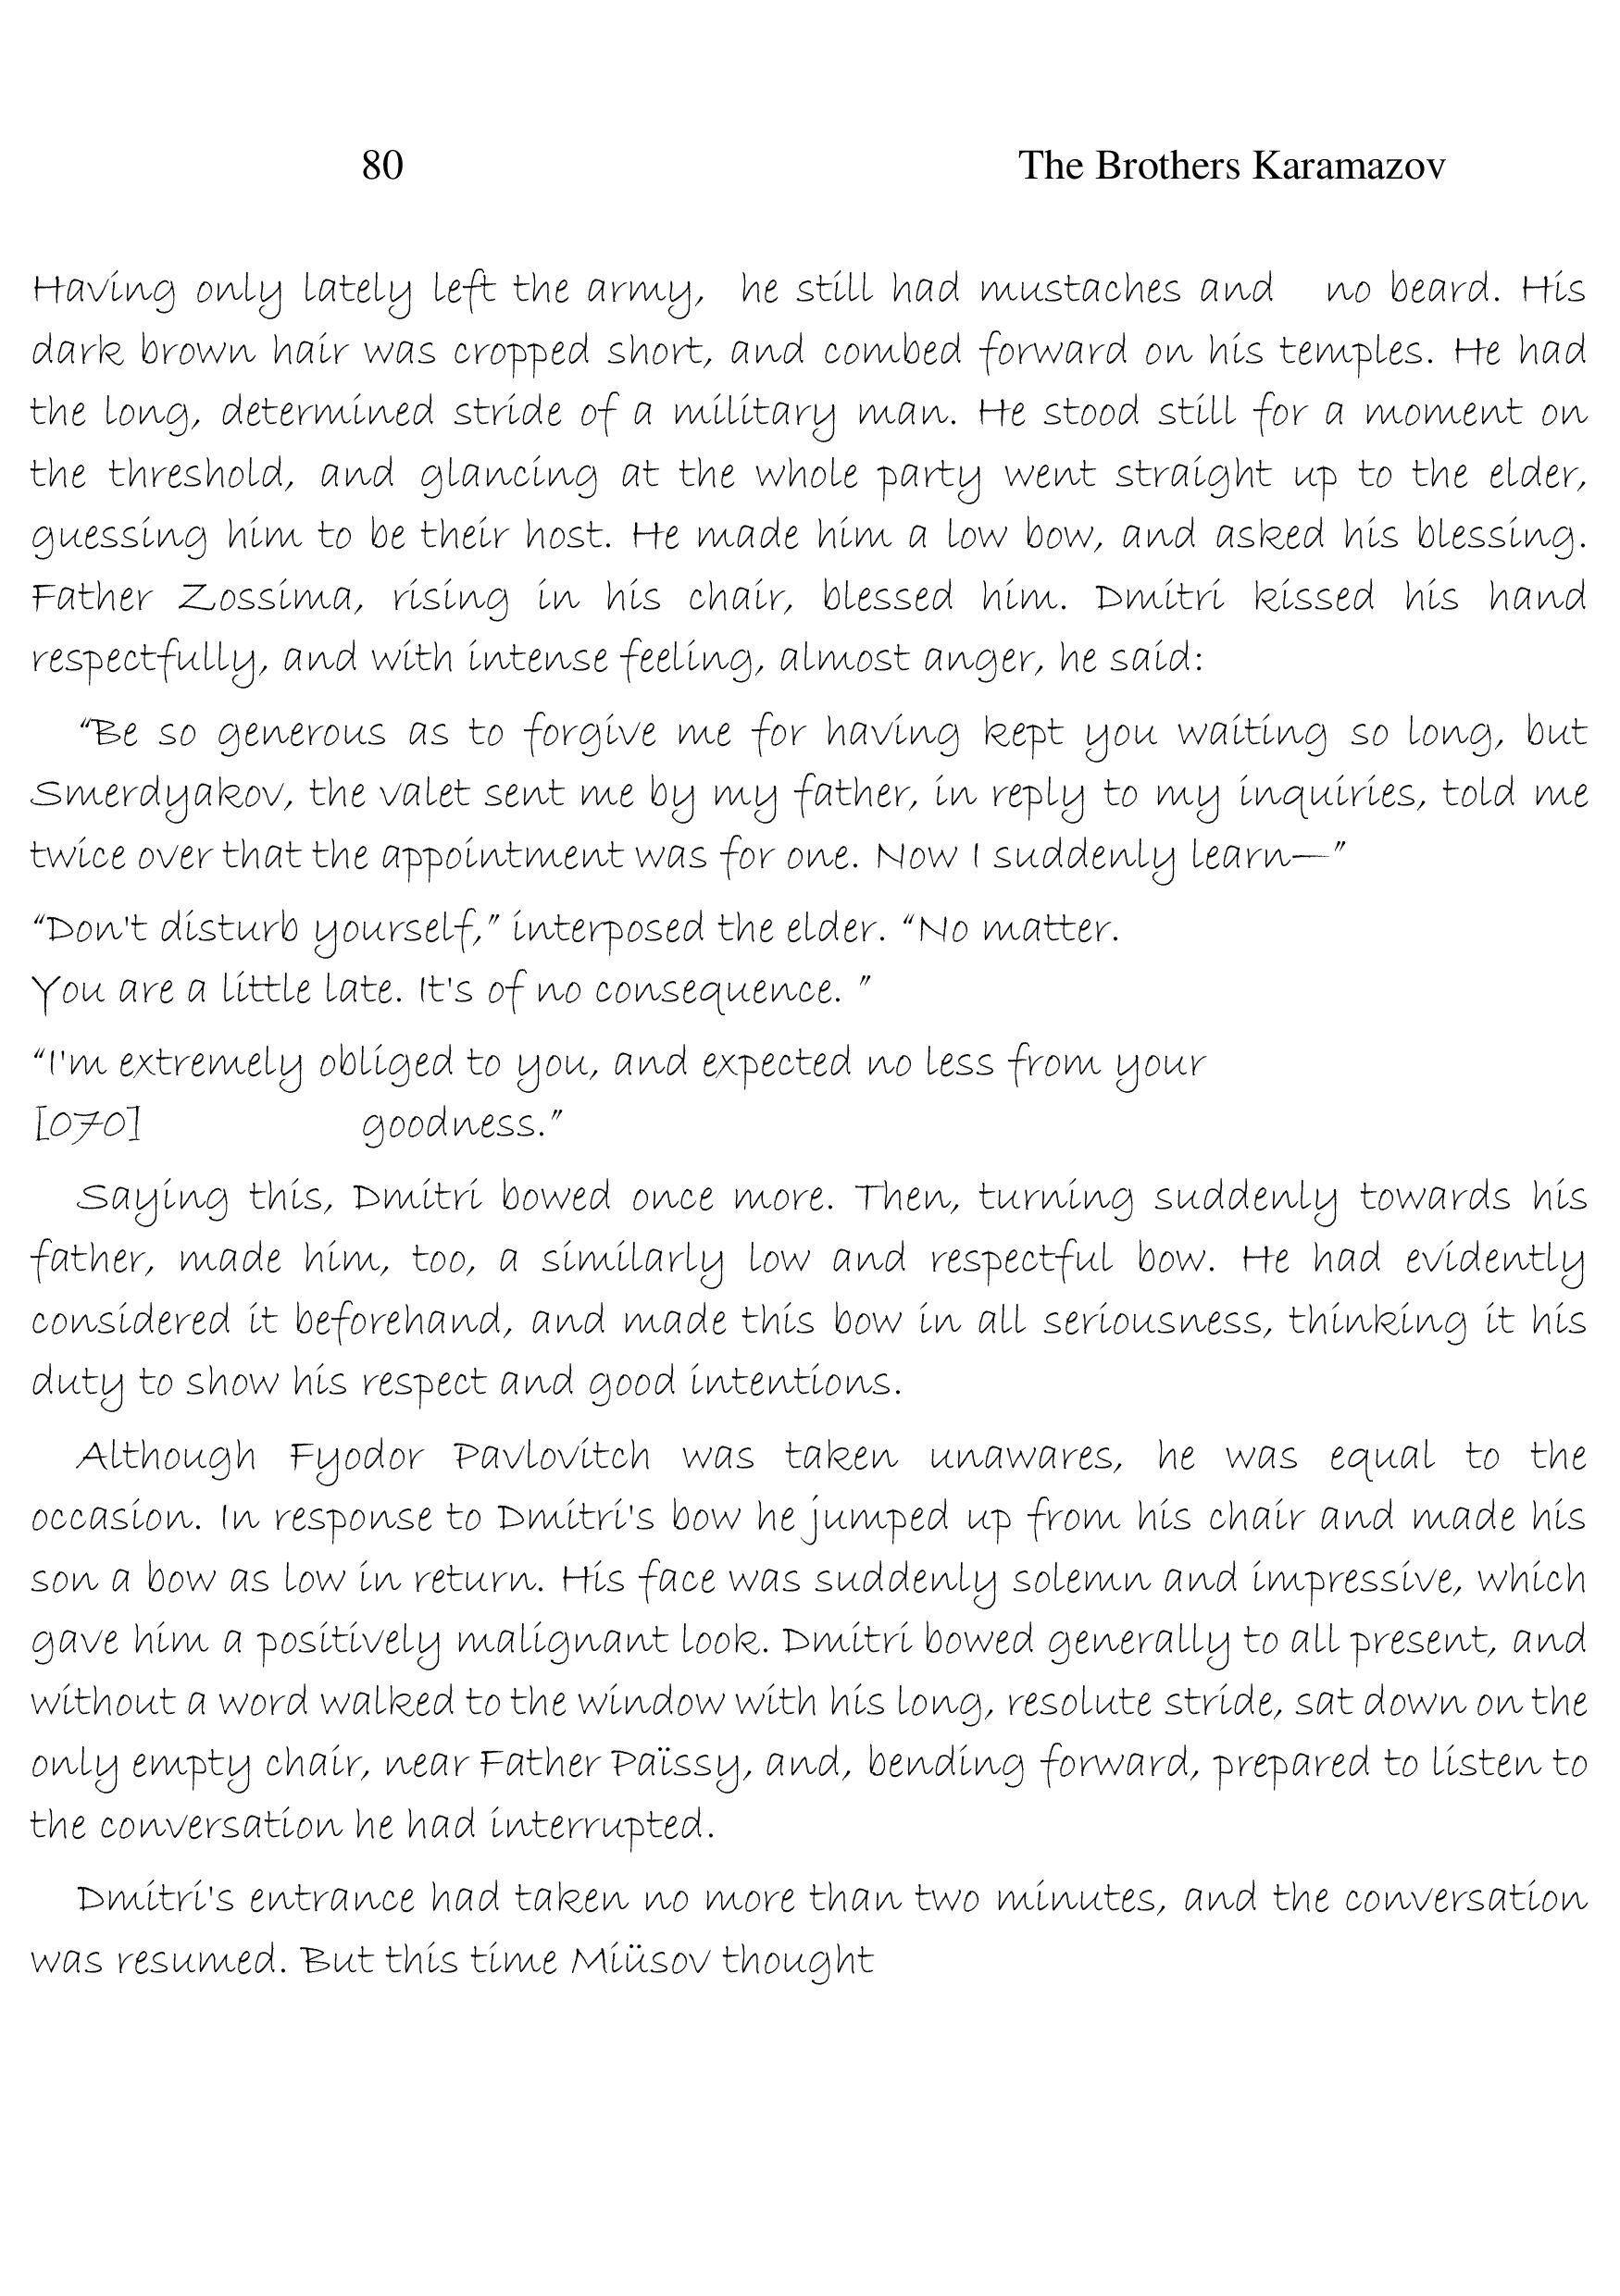 80 The Brothers Karamazov
Having only lately left the army, he still had mustaches and no beard. His
dark brown hair was cropped short, and combed forward on his temples. He had
the long, determined stride of a military man. He stood still for a moment on
the threshold, and glancing at the whole party went straight up to the elder,
guessing him to be their host. He made him a low bow, and asked his blessing.
Father Zossima, rising in his chair, blessed him. Dmitri kissed his hand
respectfully, and with intense feeling, almost anger, he said:
“Be so generous as to forgive me for having kept you waiting so long, but
Smerdyakov, the valet sent me by my father, in reply to my inquiries, told me
twice over that the appointment was for one. Now I suddenly learn—”
“Don't disturb yourself,” interposed the elder. “No matter.
You are a little late. It's of no consequence. ”
“I'm extremely obliged to you, and expected no less from your
[070] goodness.”
Saying this, Dmitri bowed once more. Then, turning suddenly towards his
father, made him, too, a similarly low and respectful bow. He had evidently
considered it beforehand, and made this bow in all seriousness, thinking it his
duty to show his respect and good intentions.
Although Fyodor Pavlovitch was taken unawares, he was equal to the
occasion. In response to Dmitri's bow he jumped up from his chair and made his
son a bow as low in return. His face was suddenly solemn and impressive, which
gave him a positively malignant look. Dmitri bowed generally to all present, and
without a word walked to the window with his long, resolute stride, sat down on the
only empty chair, near Father Païssy, and, bending forward, prepared to listen to
the conversation he had interrupted.
Dmitri's entrance had taken no more than two minutes, and the conversation
was resumed. But this time Miüsov thought